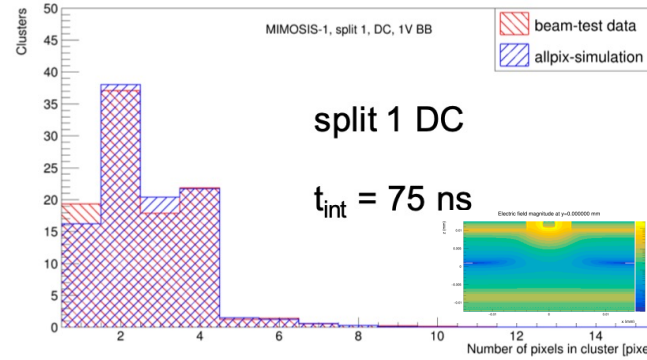 Clusters
MIMOSIS-1, split 1, DC, 1V BB
beam-test data
allpix-simulation
split 1 DC
t_int = 75 ns
Electric field magnitude at y=0.000000 mm
50
45
40
35
30
25
20
15
10
5
0
2 4 6 8 10 12 14
Number of pixels in cluster [pixe